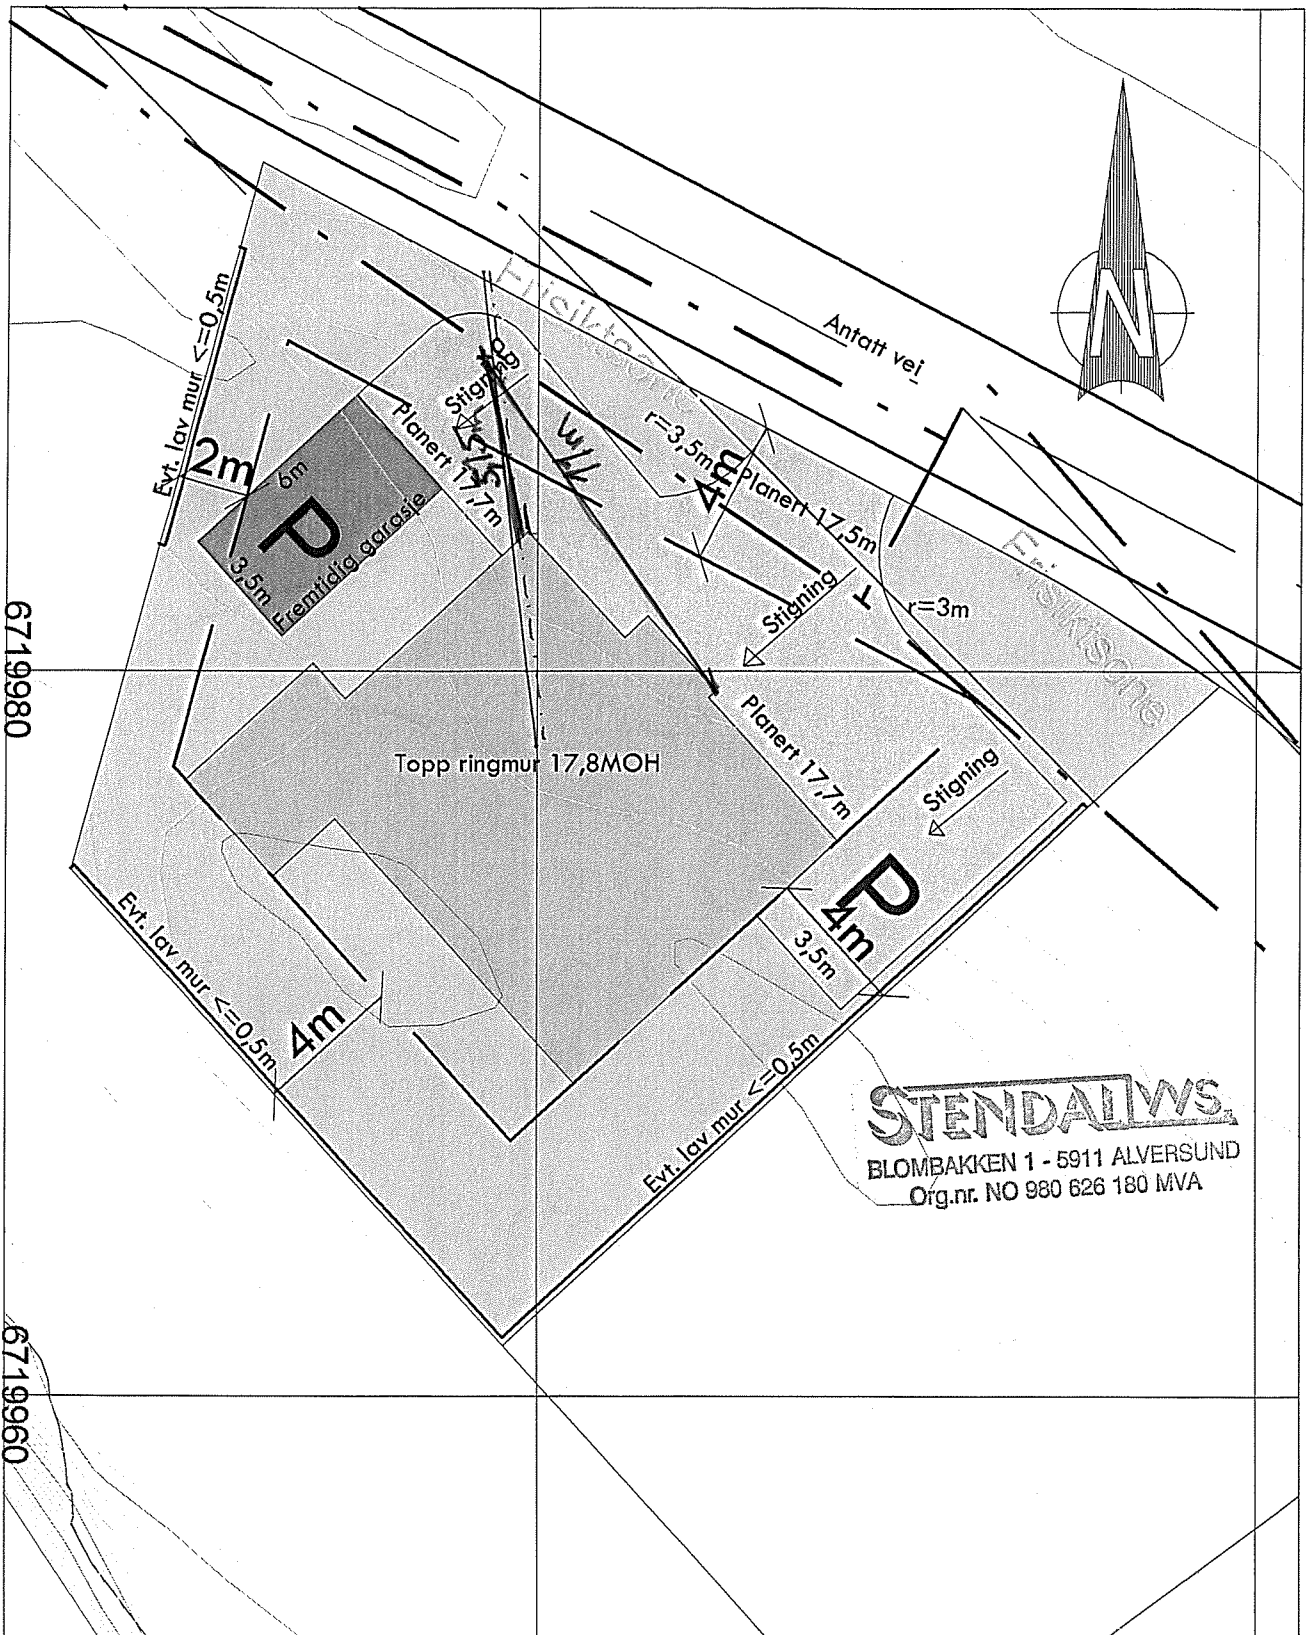 Frisiktsone
Antatt vei
N
Evt. lav mur <=0,5m
Stigning
Planert 17,7m
r=3,5m
4m
Planert 17,5m
2m
6m
P
3,5m
Fremtidig garasje
Stigning
r=3m
Frisiktsone
6719980
Topp ringmur 17,8MOH
Planert 17,7m
Stigning
P
4m
3,5m
Evt. lav mur <=0,5m
4m
Evt. lav mur <=0,5m
STENDAL VVS.
BLOMBAKKEN 1 - 5911 ALVERSUND
Org.nr. NO 980 626 180 MVA
6719960